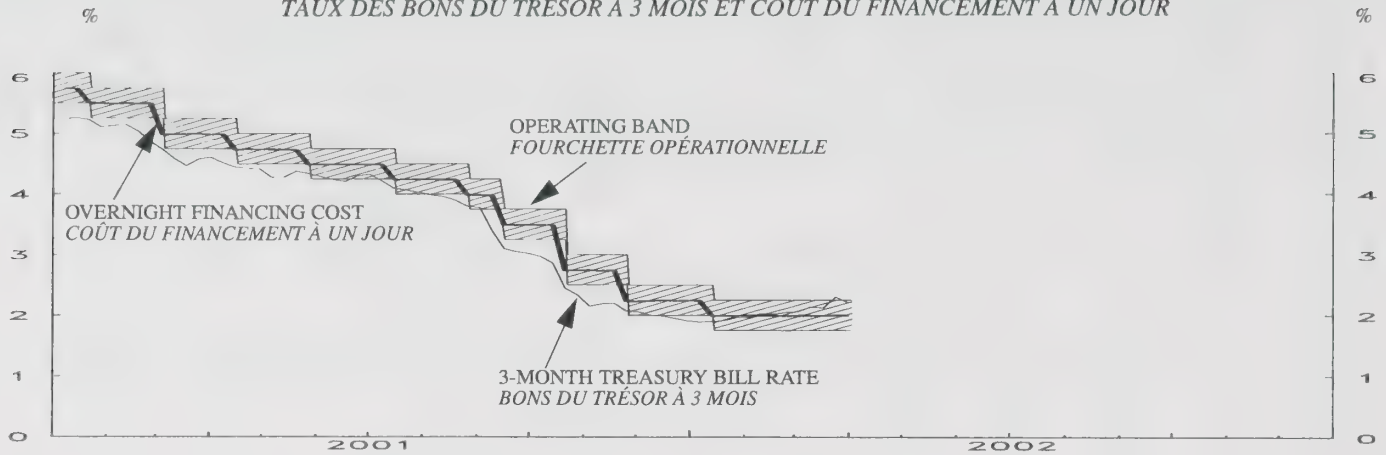 TAUX DES BONS DU TRÉSOR À 3 MOIS ET COÛT DU FINANCEMENT À UN JOUR
% %
6 6
5 5
OPERATING BAND
FOURCHETTE OPÉRATIONNELLE
4 4
OVERNIGHT FINANCING COST
COÛT DU FINANCEMENT À UN JOUR
3 3
2 2
3-MONTH TREASURY BILL RATE
BONS DU TRÉSOR À 3 MOIS
1 1
0 0
2001 2002